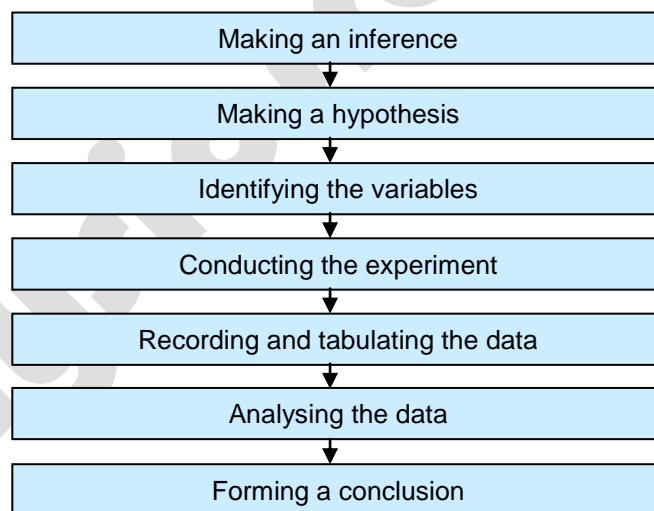 Making an inference
Making a hypothesis
Identifying the variables
Conducting the experiment
Recording and tabulating the data
Analysing the data
Forming a conclusion